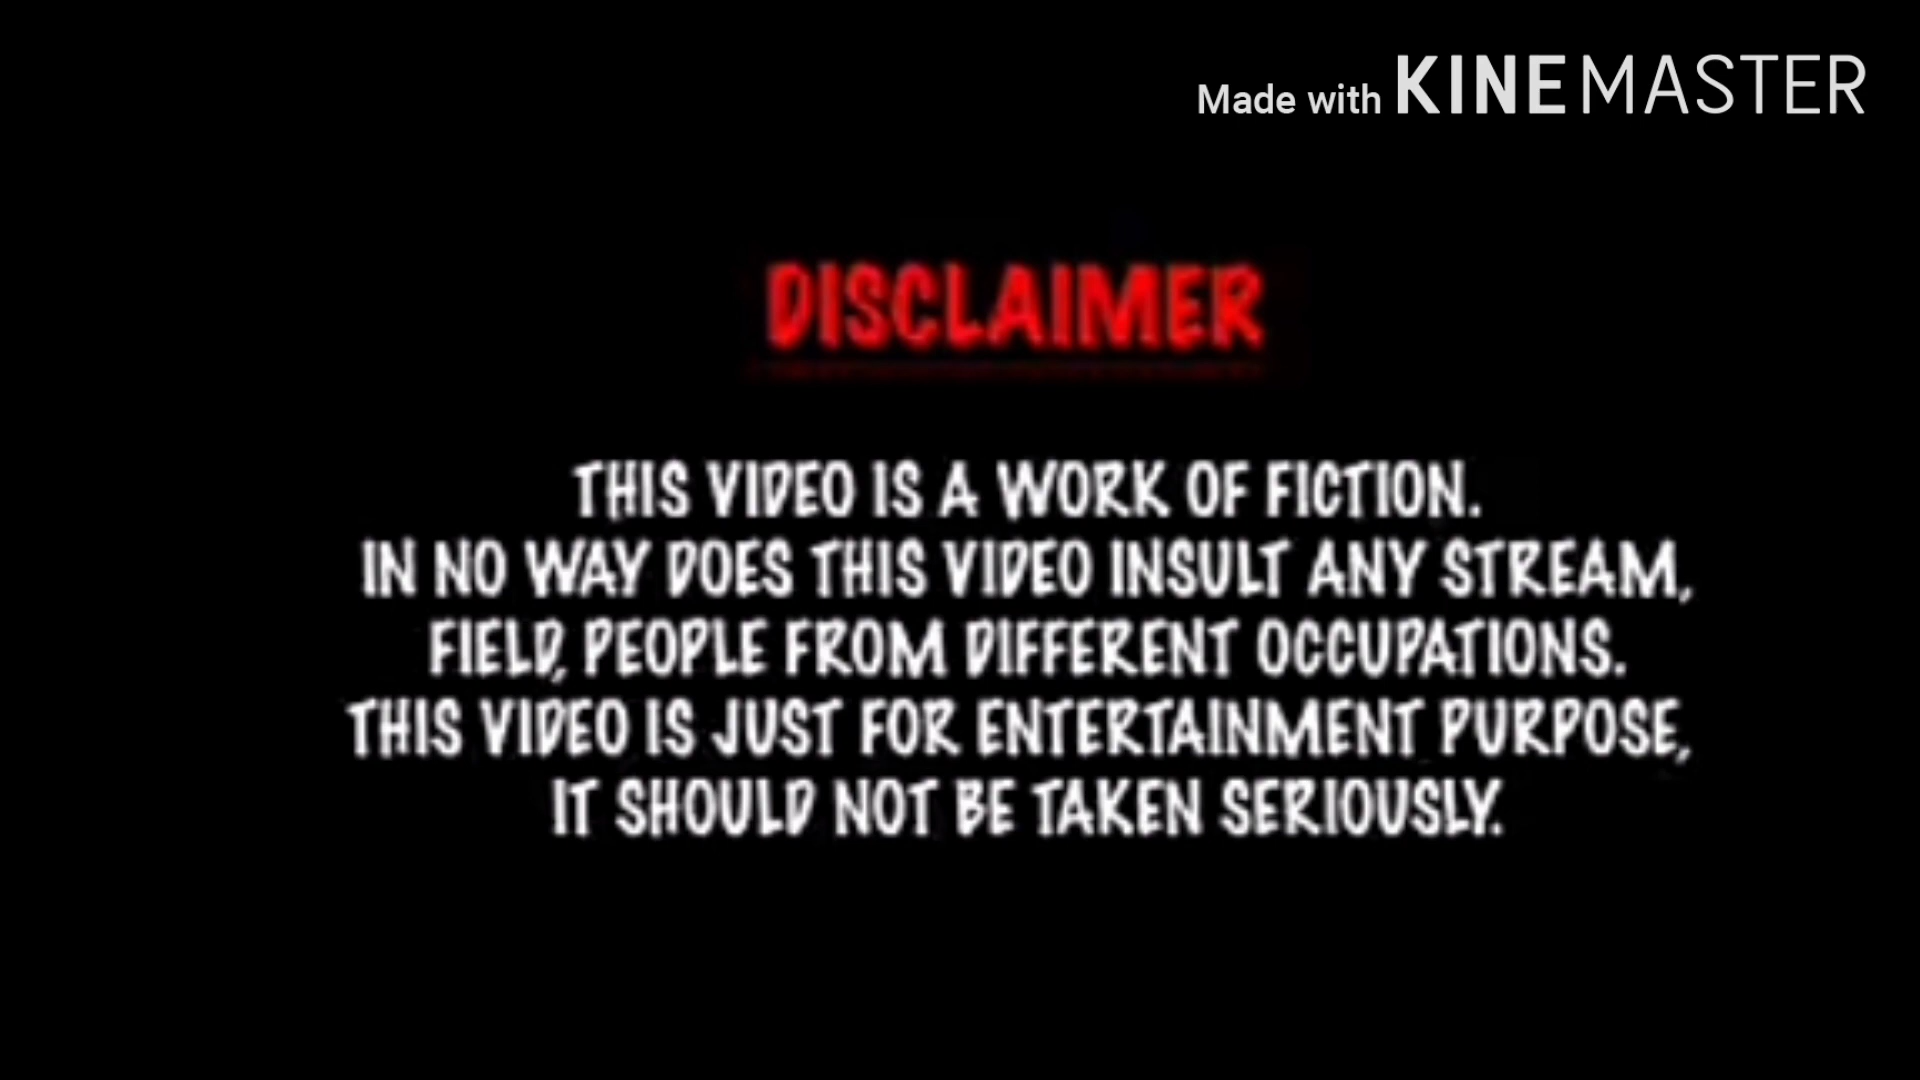 Made with KINEMASTER
DISCLAIMER
THIS VIDEO IS A WORK OF FICTION.
IN NO WAY DOES THIS VIDEO INSULT ANY STREAM,
FIELD, PEOPLE FROM DIFFERENT OCCUPATIONS.
THIS VIDEO IS JUST FOR ENTERTAINMENT PURPOSE,
IT SHOULD NOT BE TAKEN SERIOUSLY.